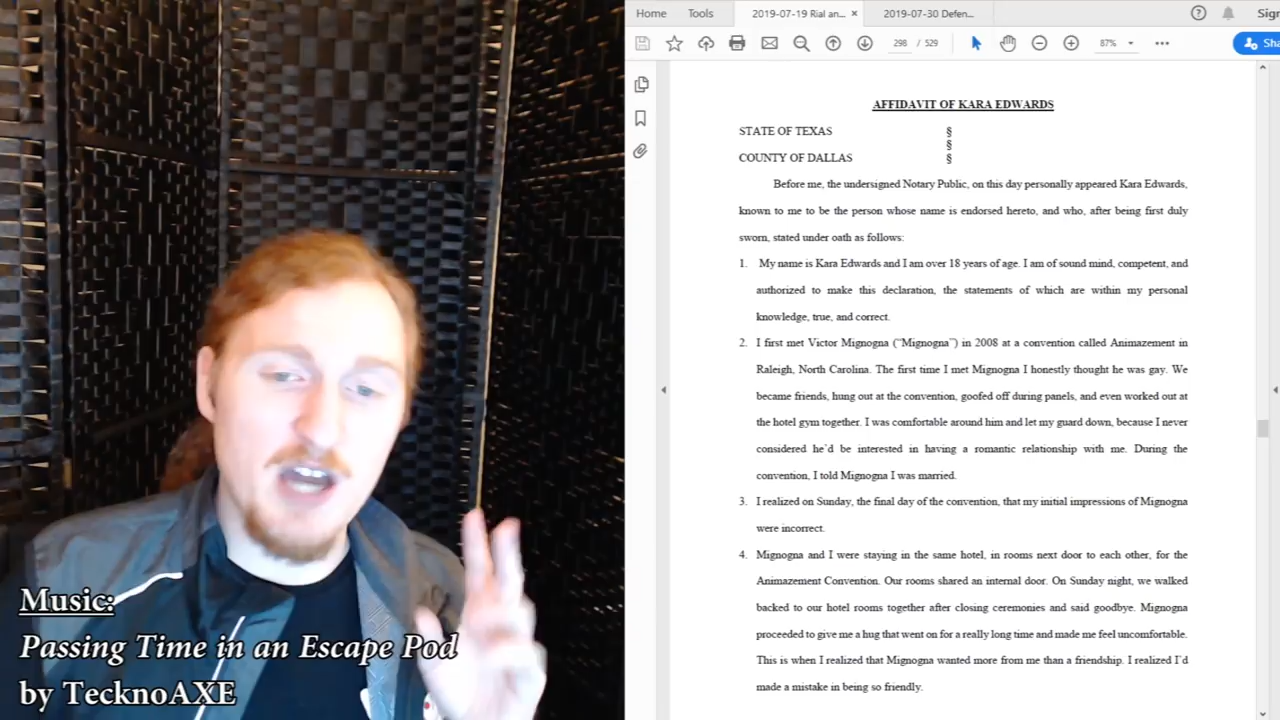 Home
Tools
2019-07-19 Rial an... ×
2019-07-30 Defen...
Sign
298 / 529
87%
Sha
AFFIDAVIT OF KARA EDWARDS
STATE OF TEXAS §
§
COUNTY OF DALLAS §
Before me, the undersigned Notary Public, on this day personally appeared Kara Edwards,
known to me to be the person whose name is endorsed hereto, and who, after being first duly
sworn, stated under oath as follows:
1. My name is Kara Edwards and I am over 18 years of age. I am of sound mind, competent, and
authorized to make this declaration, the statements of which are within my personal
knowledge, true, and correct.
2. I first met Victor Mignogna ("Mignogna") in 2008 at a convention called Animazement in
Raleigh, North Carolina. The first time I met Mignogna I honestly thought he was gay. We
became friends, hung out at the convention, goofed off during panels, and even worked out at
the hotel gym together. I was comfortable around him and let my guard down, because I never
considered he'd be interested in having a romantic relationship with me. During the
convention, I told Mignogna I was married.
3. I realized on Sunday, the final day of the convention, that my initial impressions of Mignogna
were incorrect.
4. Mignogna and I were staying in the same hotel, in rooms next door to each other, for the
Animazement Convention. Our rooms shared an internal door. On Sunday night, we walked
backed to our hotel rooms together after closing ceremonies and said goodbye. Mignogna
proceeded to give me a hug that went on for a really long time and made me feel uncomfortable.
This is when I realized that Mignogna wanted more from me than a friendship. I realized I'd
made a mistake in being so friendly.
Music:
Passing Time in an Escape Pod
by TecknoAXE